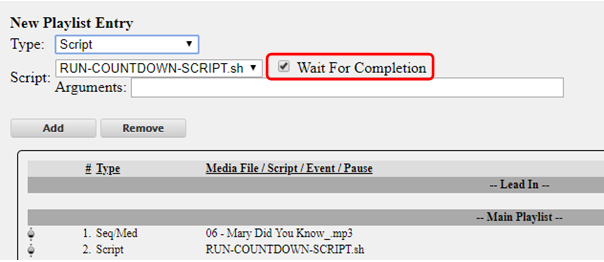 New Playlist Entry
Type: Script
Script: RUN-COUNTDOWN-SCRIPT.sh Wait For Completion
Arguments:
Add Remove
# Type Media File / Script / Event / Pause
-- Lead In --
-- Main Playlist --
1. Seq/Med 06 - Mary Did You Know_.mp3
2. Script RUN-COUNTDOWN-SCRIPT.sh